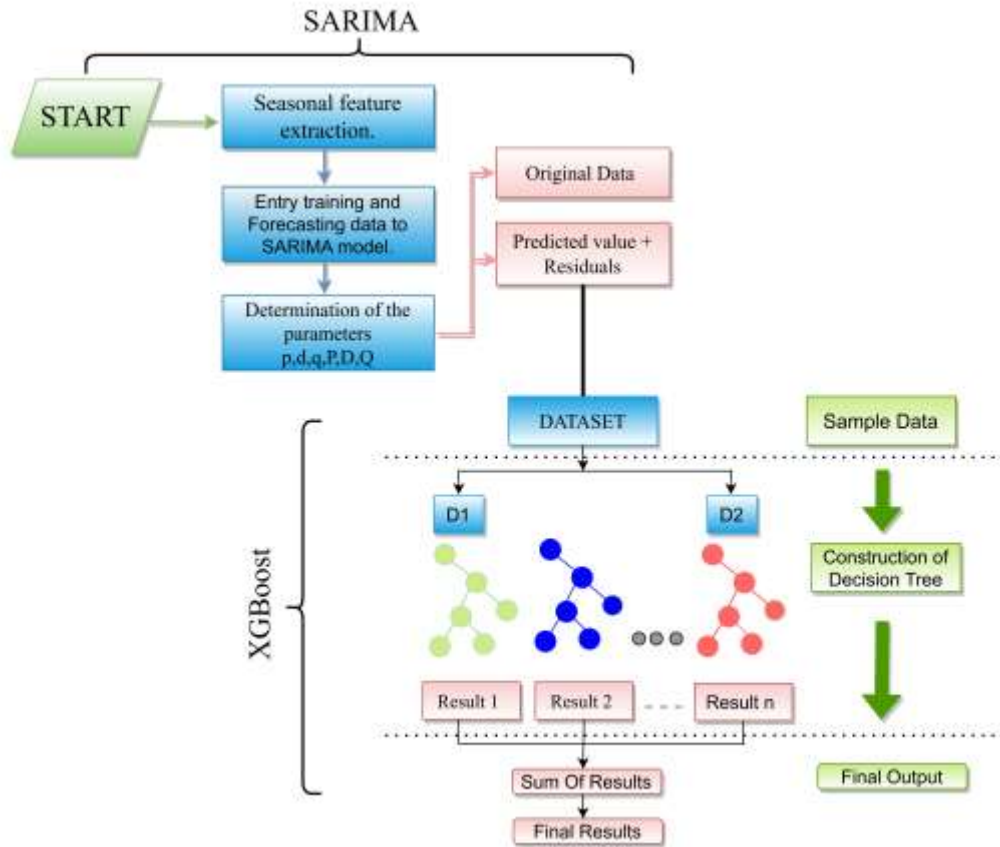 SARIMA
START
Seasonal feature
extraction.
Original Data
Entry training and
Forecasting data to
SARIMA model.
Predicted value +
Residuals
Determination of the
parameters
p,d,q,P,D,Q
XGBoost
DATASET
Sample Data
D1
D2
Construction of
Decision Tree
Result 1
Result 2
Result n
Sum Of Results
Final Output
Final Results